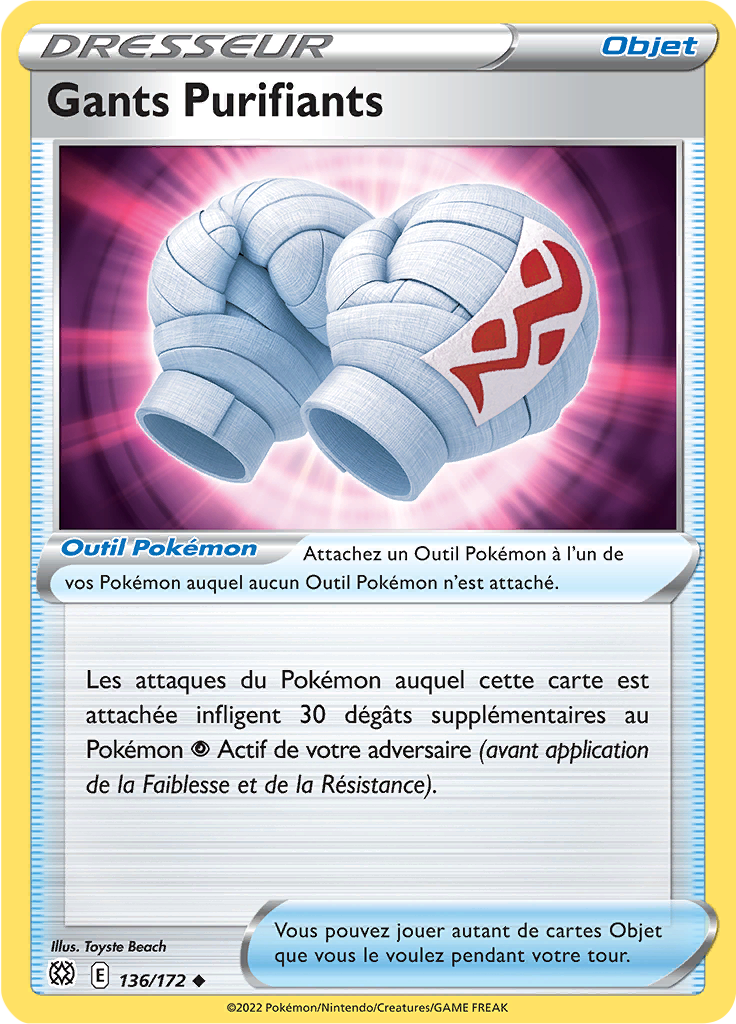 DRESSEUR
Objet
Gants Purifiants
Outil Pokémon
Attachez un Outil Pokémon à l'un de
vos Pokémon auquel aucun Outil Pokémon n'est attaché.
Les attaques du Pokémon auquel cette carte est
attachée infligent 30 dégâts supplémentaires au
Pokémon Actif de votre adversaire (avant application
de la Faiblesse et de la Résistance).
Vous pouvez jouer autant de cartes Objet
que vous le voulez pendant votre tour.
Illus. Toyste Beach
E 136/172
©2022 Pokémon/Nintendo/Creatures/GAME FREAK